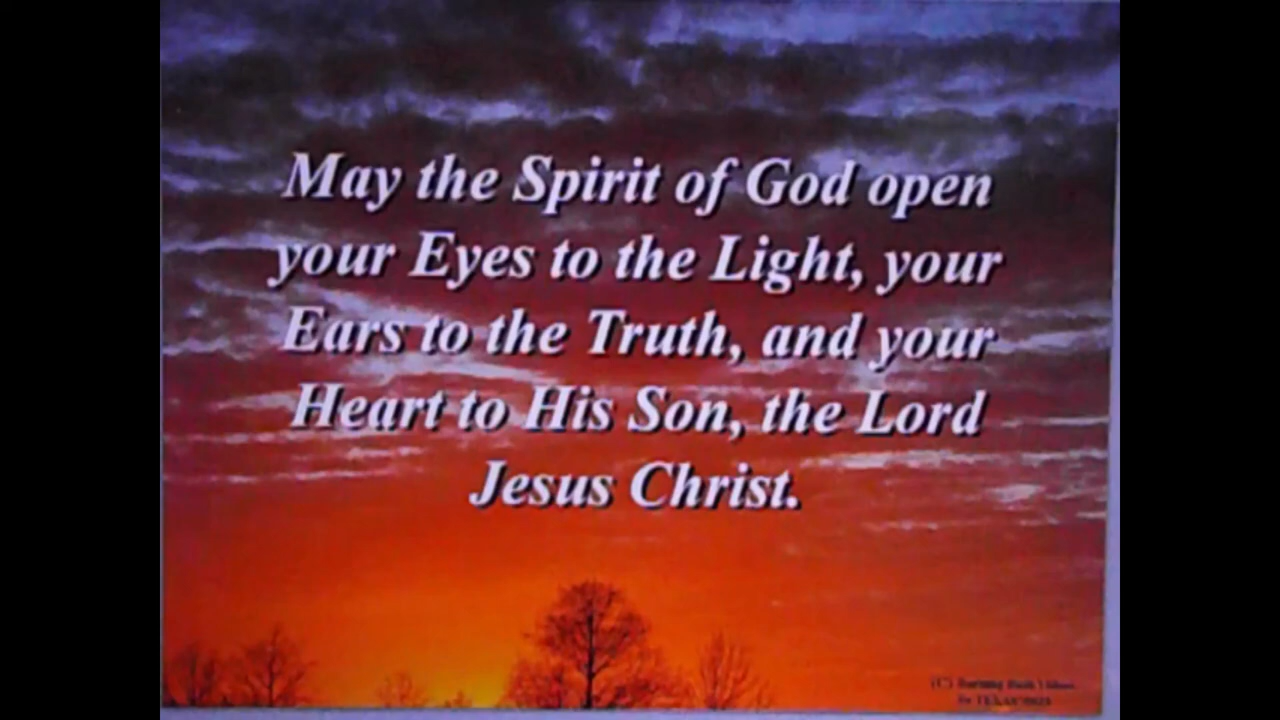 May the Spirit of God open
your Eyes to the Light, your
Ears to the Truth, and your
Heart to His Son, the Lord
Jesus Christ.